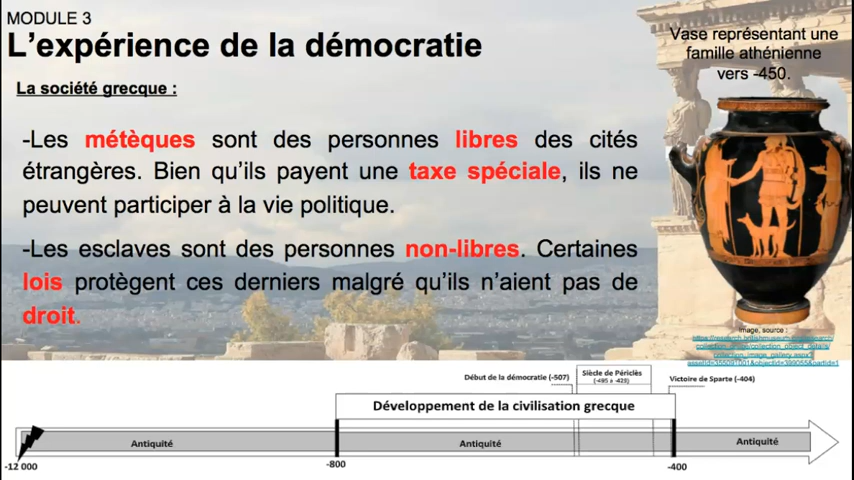 MODULE 3
L'expérience de la démocratie
Vase représentant une
famille athénienne
vers -450.
La société grecque :
-Les métèques sont des personnes libres des cités
étrangères. Bien qu'ils payent une taxe spéciale, ils ne
peuvent participer à la vie politique.
-Les esclaves sont des personnes non-libres. Certaines
lois protègent ces derniers malgré qu'ils n'aient pas de
droit.
Image, source :
Début de la démocratie (-507)
Siècle de Périclès
Victoire de Sparte (-404)
Développement de la civilisation grecque
Antiquité
Antiquité
Antiquité
-12 000
-800
-400